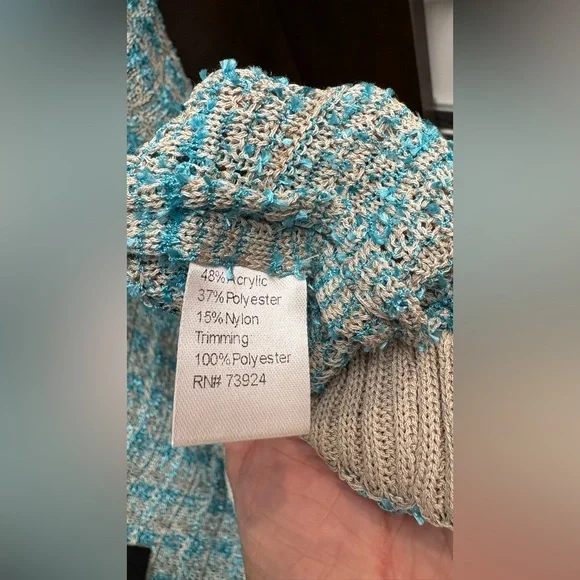 48% Acrylic
37% Polyester
15% Nylon
Trimming
100% Polyester
RN# 73924